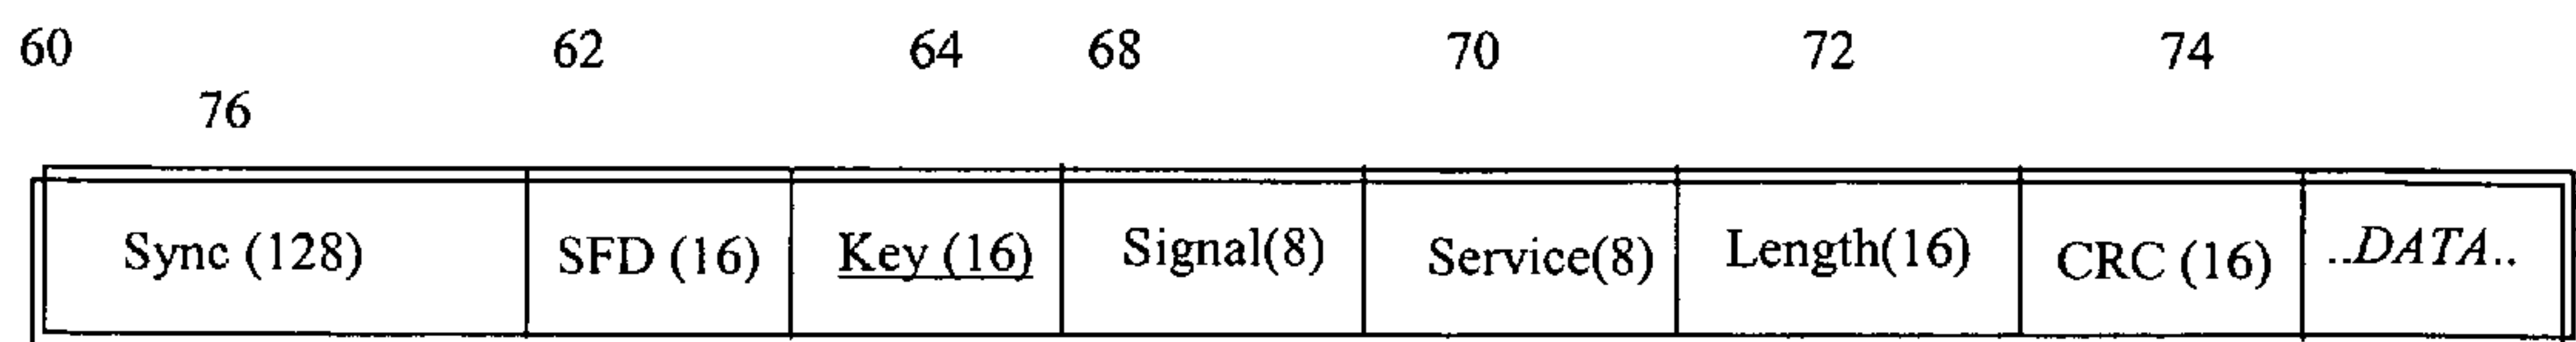 60 62 64 68 70 72 74
76
Sync (128) SFD (16) Key (16) Signal(8) Service(8) Length(16) CRC (16) ..DATA..